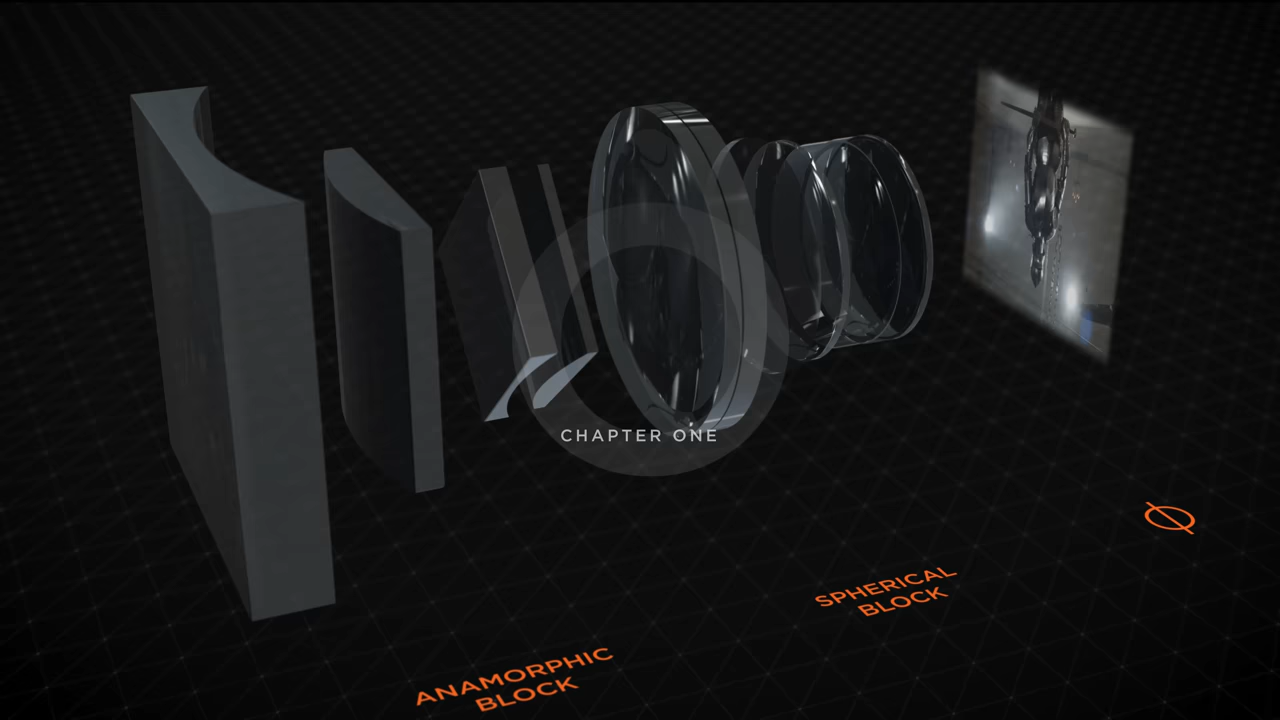 CHAPTER ONE
SPHERICAL
BLOCK
ANAMORPHIC
BLOCK